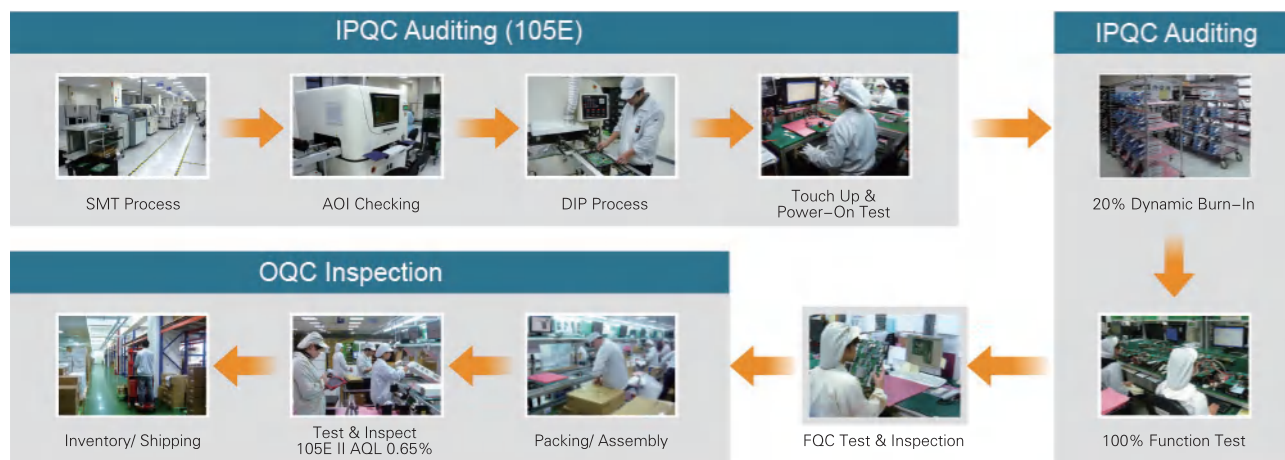 IPQC Auditing (105E)
SMT Process
AOI Checking
DIP Process
Touch Up &
Power-On Test
IPQC Auditing
20% Dynamic Burn-In
100% Function Test
FQC Test & Inspection
OQC Inspection
Packing/ Assembly
Test & Inspect
105E II AQL 0.65%
Inventory/ Shipping